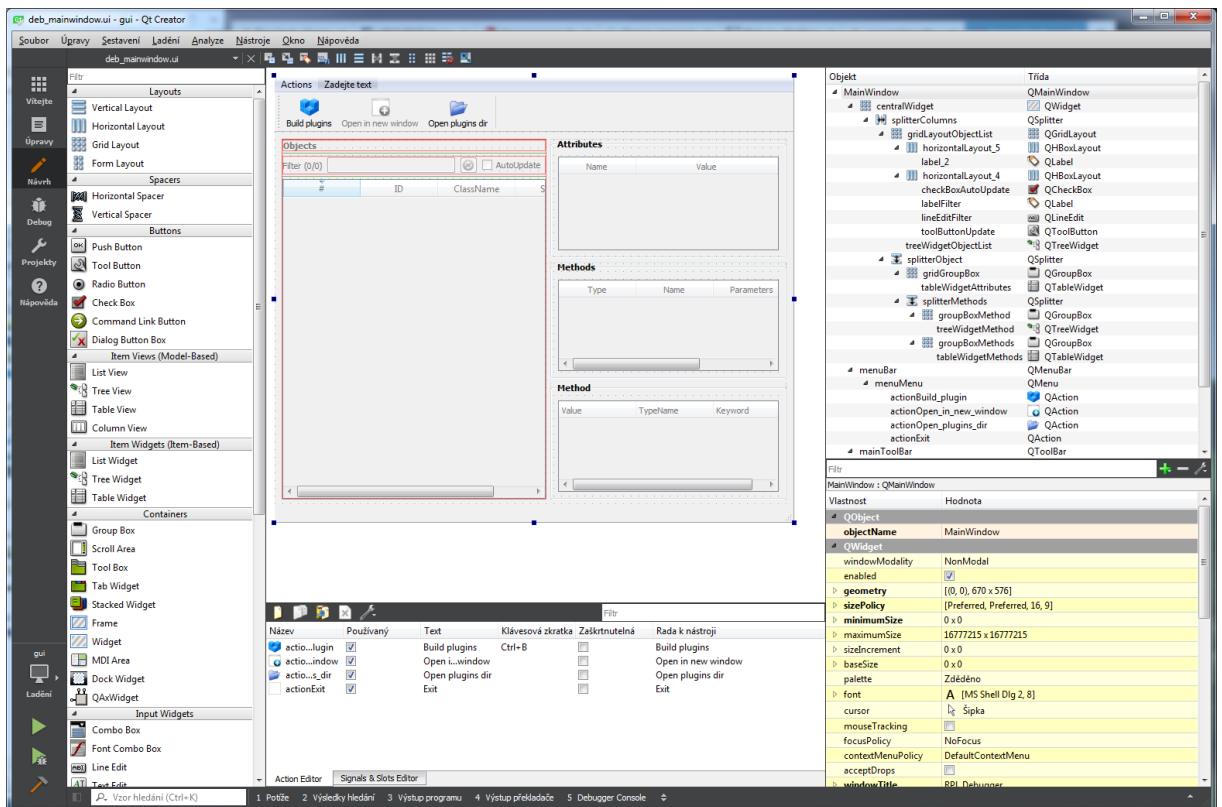 deb_mainwindow.ui - gui - Qt Creator
Soubor Úpravy Sestavení Ladění Analyze Nástroje Okno Nápověda
deb_mainwindow.ui
Vítejte
Úpravy
Návrh
Debug
Projekty
Nápověda
gui
Ladění
Filtr
Layouts
Vertical Layout
Horizontal Layout
Grid Layout
Form Layout
Spacers
Horizontal Spacer
Vertical Spacer
Buttons
Push Button
Tool Button
Radio Button
Check Box
Command Link Button
Dialog Button Box
Item Views (Model-Based)
List View
Tree View
Table View
Column View
Item Widgets (Item-Based)
List Widget
Tree Widget
Table Widget
Containers
Group Box
Scroll Area
Tool Box
Tab Widget
Stacked Widget
Frame
Widget
MDI Area
Dock Widget
QAxWidget
Input Widgets
Combo Box
Font Combo Box
Line Edit
Text Edit
Actions Zadejte text
Build plugins Open in new window Open plugins dir
Objects
Filter (0/0) AutoUpdate
# ID ClassName S
Attributes
Name Value
Methods
Type Name Parameters
Method
Value TypeName Keyword
Filtr
Název Používaný Text Klávesová zkratka Zaškrtnutelná Rada k nástroji
actio...lugin Build plugins Ctrl+B Build plugins
actio...indow Open i...window Open in new window
actio...s_dir Open plugins dir Open plugins dir
actionExit Exit Exit
Action Editor Signals & Slots Editor
Objekt Třída
MainWindow QMainWindow
centralWidget QWidget
splitterColumns QSplitter
gridLayoutObjectList QGridLayout
horizontalLayout_5 QHBoxLayout
label_2 QLabel
horizontalLayout_4 QHBoxLayout
checkBoxAutoUpdate QCheckBox
labelFilter QLabel
lineEditFilter QLineEdit
toolButtonUpdate QToolButton
treeWidgetObjectList QTreeWidget
splitterObject QSplitter
gridGroupBox QGroupBox
tableWidgetAttributes QTableWidget
splitterMethods QSplitter
groupBoxMethod QGroupBox
treeWidgetMethod QTreeWidget
groupBoxMethods QGroupBox
tableWidgetMethods QTableWidget
menuBar QMenuBar
menuMenu QMenu
actionBuild_plugin QAction
actionOpen_in_new_window QAction
actionOpen_plugins_dir QAction
actionExit QAction
mainToolBar QToolBar
Filtr
MainWindow : QMainWindow
Vlastnost Hodnota
QObject
objectName MainWindow
QWidget
windowModality NonModal
enabled
geometry [(0, 0), 670 x 576]
sizePolicy [Preferred, Preferred, 16, 9]
minimumSize 0 x 0
maximumSize 16777215 x 16777215
sizeIncrement 0 x 0
baseSize 0 x 0
palette Zděděno
font A [MS Shell Dlg 2, 8]
cursor Šipka
mouseTracking
focusPolicy NoFocus
contextMenuPolicy DefaultContextMenu
acceptDrops
windowTitle RPL Debugger
Vzor hledání (Ctrl+K) 1 Potíže 2 Výsledky hledání 3 Výstup programu 4 Výstup překladače 5 Debugger Console